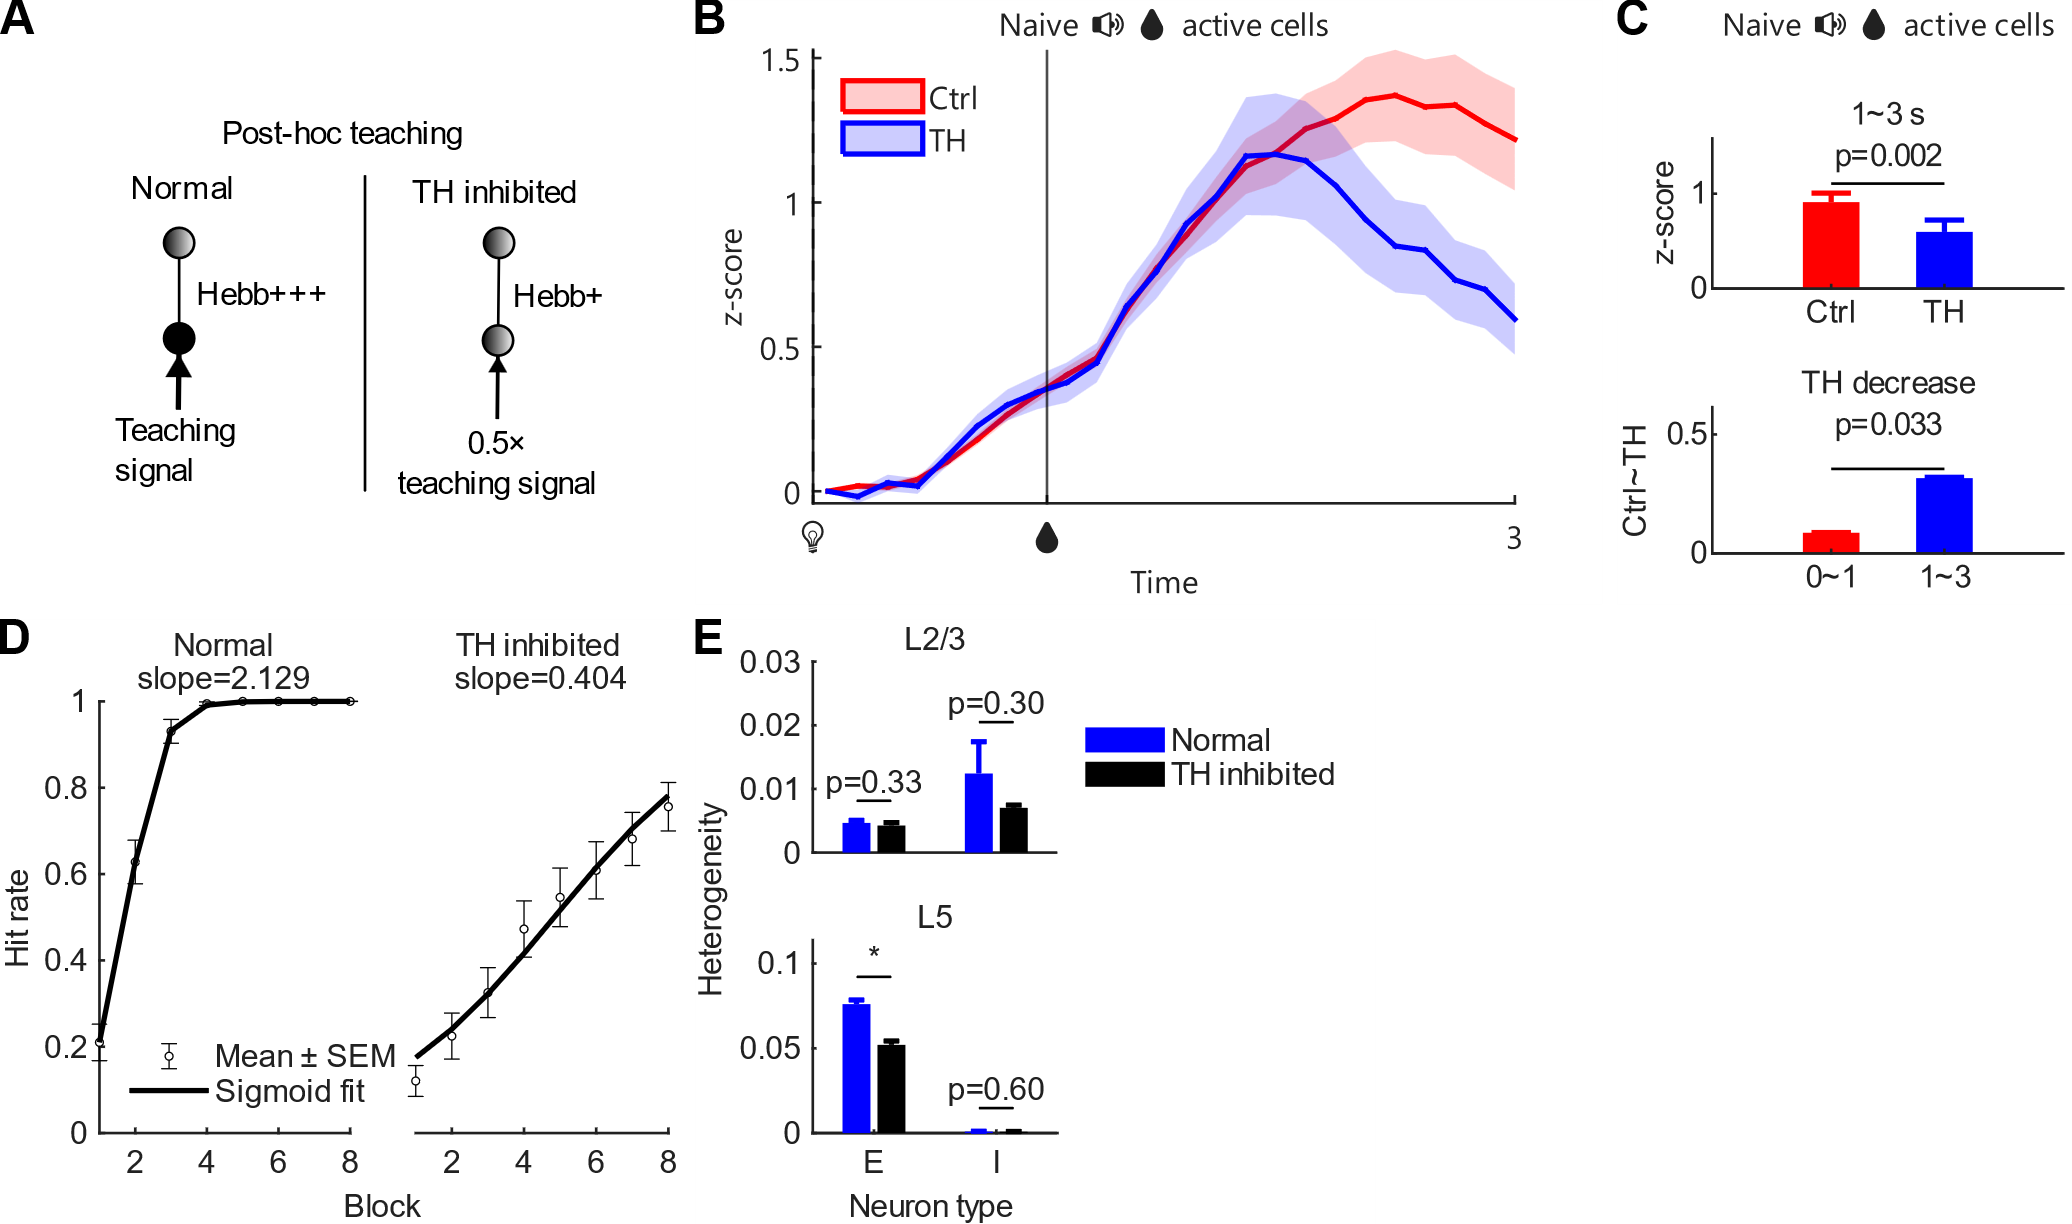 A
Post-hoc teaching
Normal
TH inhibited
Hebb+++
Hebb+
Teaching
signal
0.5×
teaching signal
B
Naive active cells
1.5
1
0.5
0
z-score
Ctrl
TH
3
Time
C
Naive active cells
1~3 s
p=0.002
z-score
1
0
Ctrl
TH
TH decrease
p=0.033
Ctrl~TH
0.5
0
0~1
1~3
D
Normal
slope=2.129
TH inhibited
slope=0.404
Hit rate
1
0.8
0.6
0.4
0.2
0
Mean ± SEM
Sigmoid fit
2 4 6 8
2 4 6 8
Block
E
L2/3
0.03
0.02
0.01
0
p=0.33
p=0.30
Normal
TH inhibited
Heterogeneity
L5
0.1
0.05
0
*
p=0.60
E
I
Neuron type